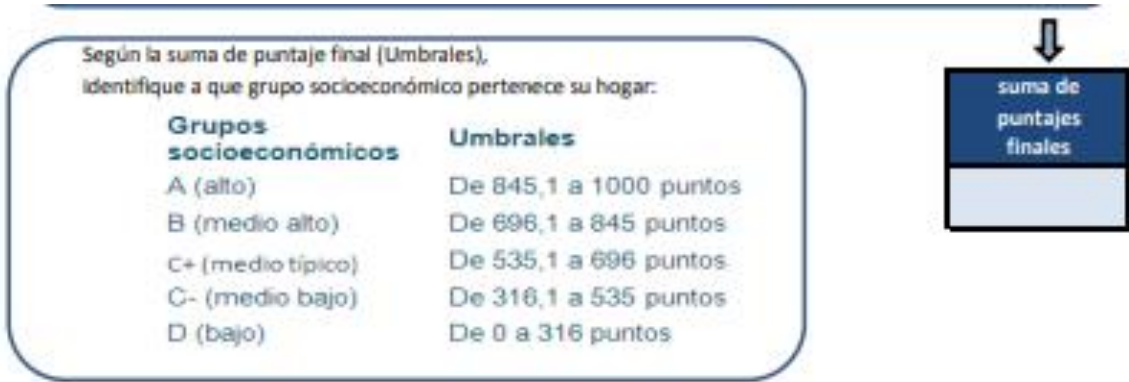 Según la suma de puntaje final (Umbrales),
identifique a que grupo socioeconómico pertenece su hogar:
Grupos
socioeconómicos
Umbrales
A (alto) De 845,1 a 1000 puntos
B (medio alto) De 696,1 a 845 puntos
C+ (medio típico) De 535,1 a 696 puntos
C- (medio bajo) De 316,1 a 535 puntos
D (bajo) De 0 a 316 puntos
suma de
puntajes
finales